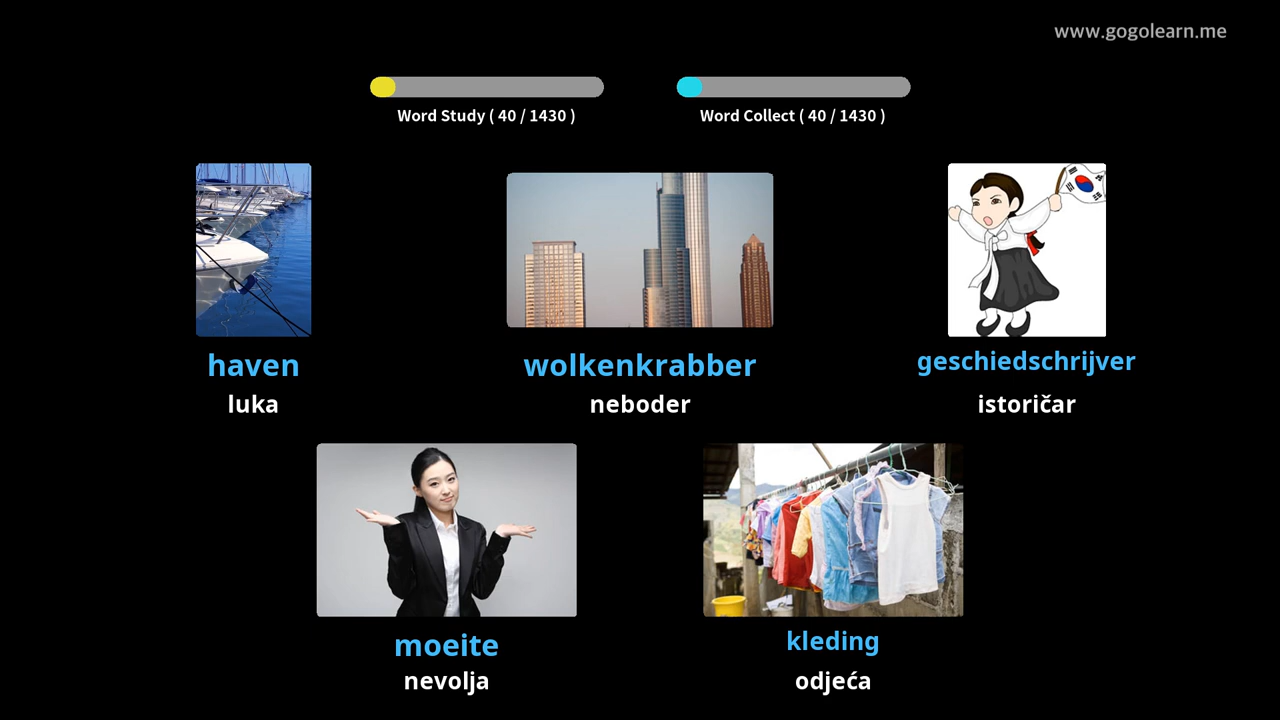 www.gogolearn.me
Word Study ( 40 / 1430 )
Word Collect ( 40 / 1430 )
haven
luka
wolkenkrabber
neboder
geschiedschrijver
istoričar
moeite
nevolja
kleding
odjeća